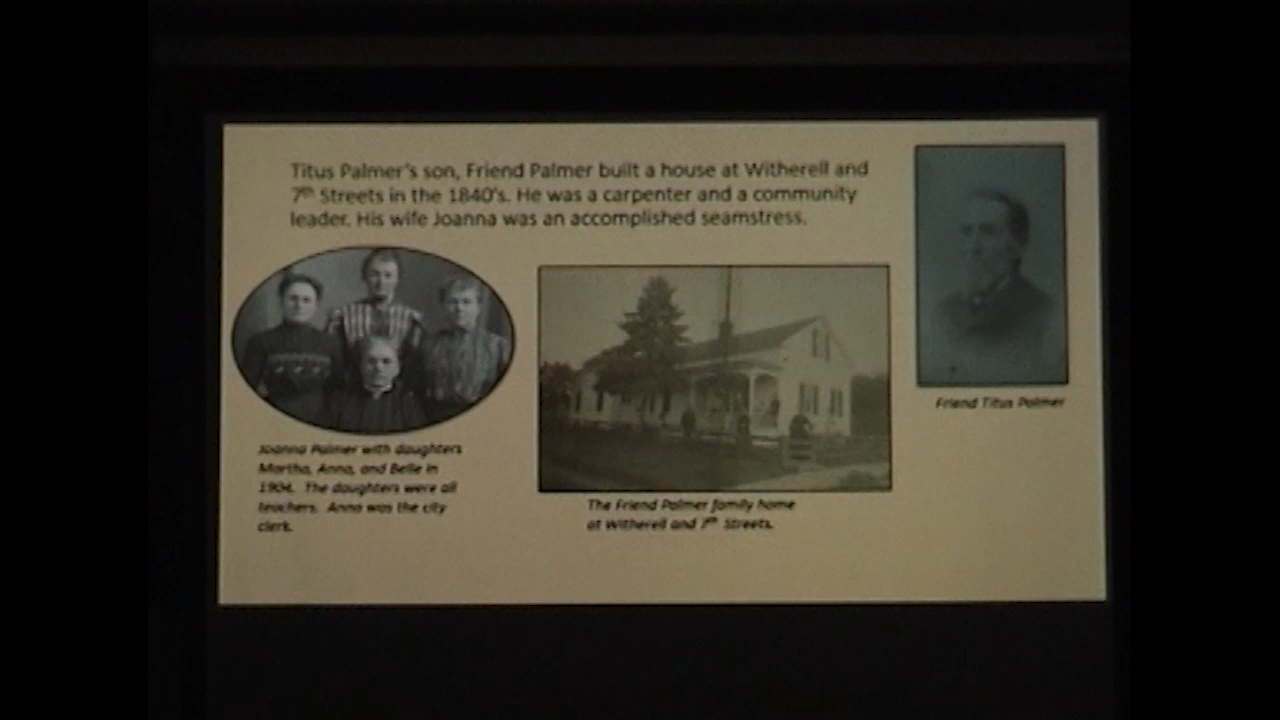 Titus Palmer's son, Friend Palmer built a house at Witherell and
7th Streets in the 1840's. He was a carpenter and a community
leader. His wife Joanna was an accomplished seamstress.
Joanna Palmer with daughters
Martha, Anna, and Belle in
1904. The daughters were all
teachers. Anna was the city
clerk.
The Friend Palmer family home
at Witherell and 7th Streets.
Friend Titus Palmer